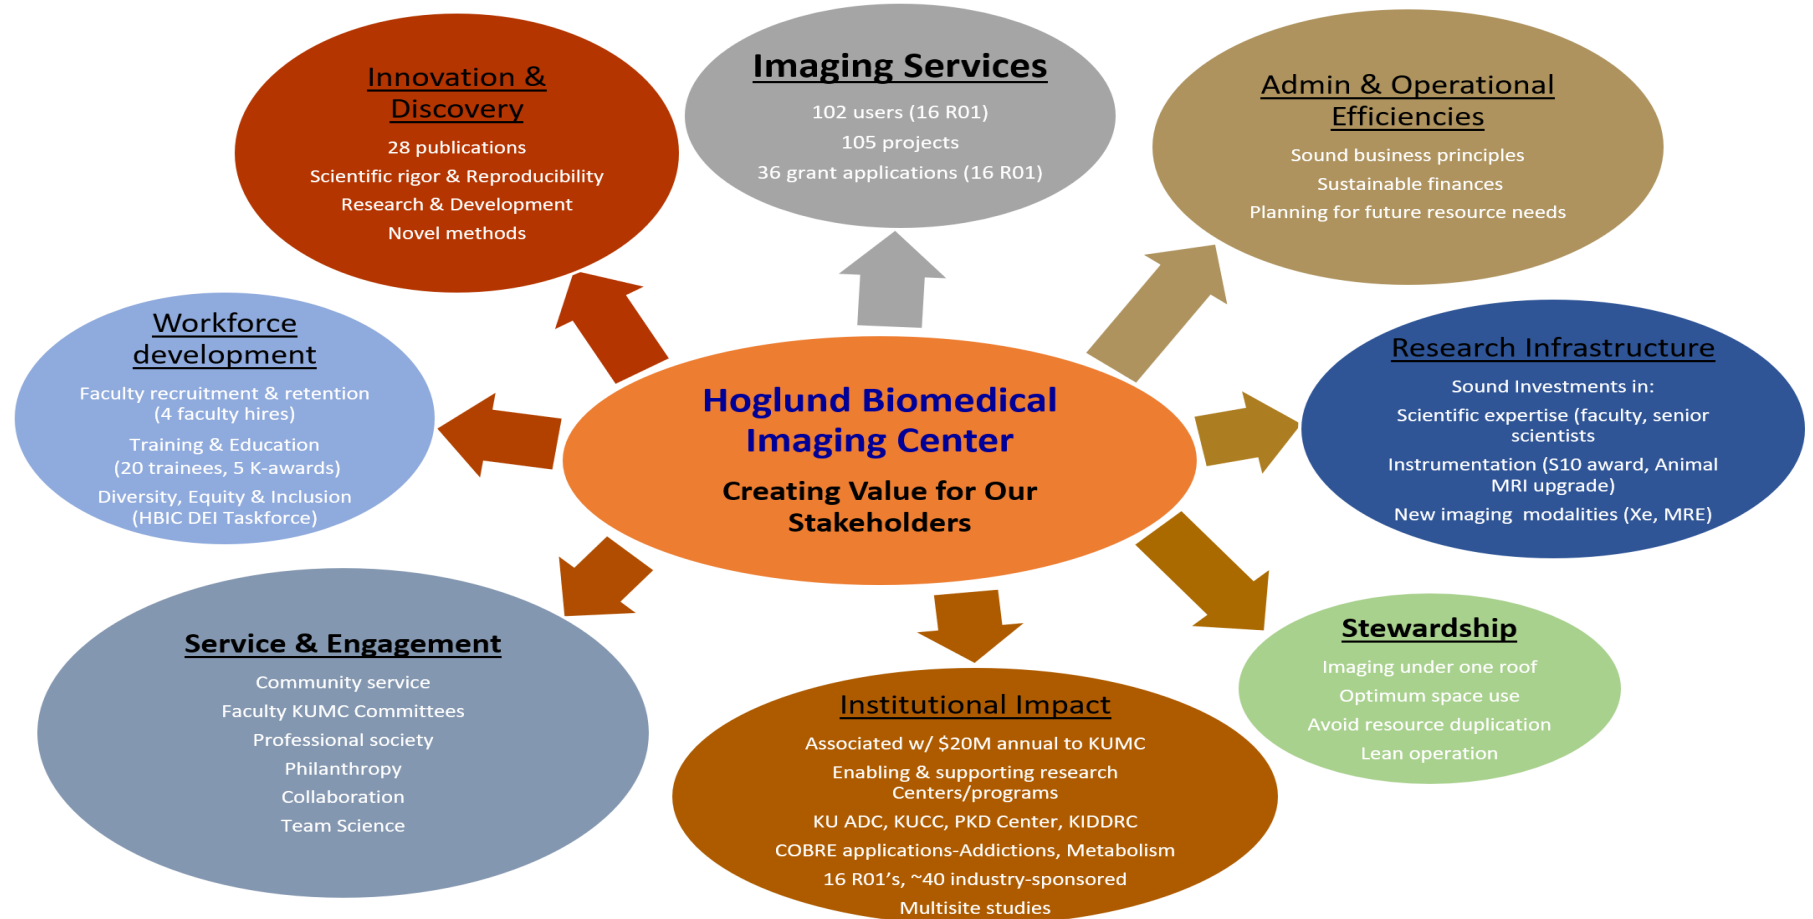 Innovation &
Discovery
28 publications
Scientific rigor & Reproducibility
Research & Development
Novel methods
Imaging Services
102 users (16 R01)
105 projects
36 grant applications (16 R01)
Admin & Operational
Efficiencies
Sound business principles
Sustainable finances
Planning for future resource needs
Workforce
development
Faculty recruitment & retention
(4 faculty hires)
Training & Education
(20 trainees, 5 K-awards)
Diversity, Equity & Inclusion
(HBIC DEI Taskforce)
Hoglund Biomedical
Imaging Center
Creating Value for Our
Stakeholders
Research Infrastructure
Sound Investments in:
Scientific expertise (faculty, senior
scientists
Instrumentation (S10 award, Animal
MRI upgrade)
New imaging modalities (Xe, MRE)
Service & Engagement
Community service
Faculty KUMC Committees
Professional society
Philanthropy
Collaboration
Team Science
Institutional Impact
Associated w/ $20M annual to KUMC
Enabling & supporting research
Centers/programs
KU ADC, KUCC, PKD Center, KIDDRC
COBRE applications-Addictions, Metabolism
16 R01’s, ~40 industry-sponsored
Multisite studies
Stewardship
Imaging under one roof
Optimum space use
Avoid resource duplication
Lean operation